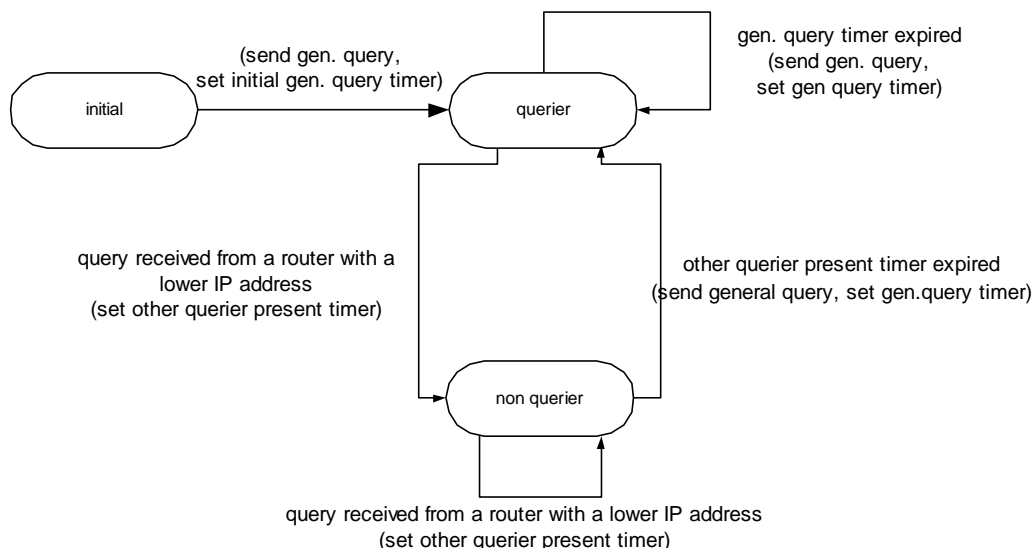 (send gen. query,
set initial gen. query timer)
gen. query timer expired
(send gen. query,
set gen query timer)
initial
querier
query received from a router with a
lower IP address
(set other querier present timer)
other querier present timer expired
(send general query, set gen.query timer)
non querier
query received from a router with a lower IP address
(set other querier present timer)